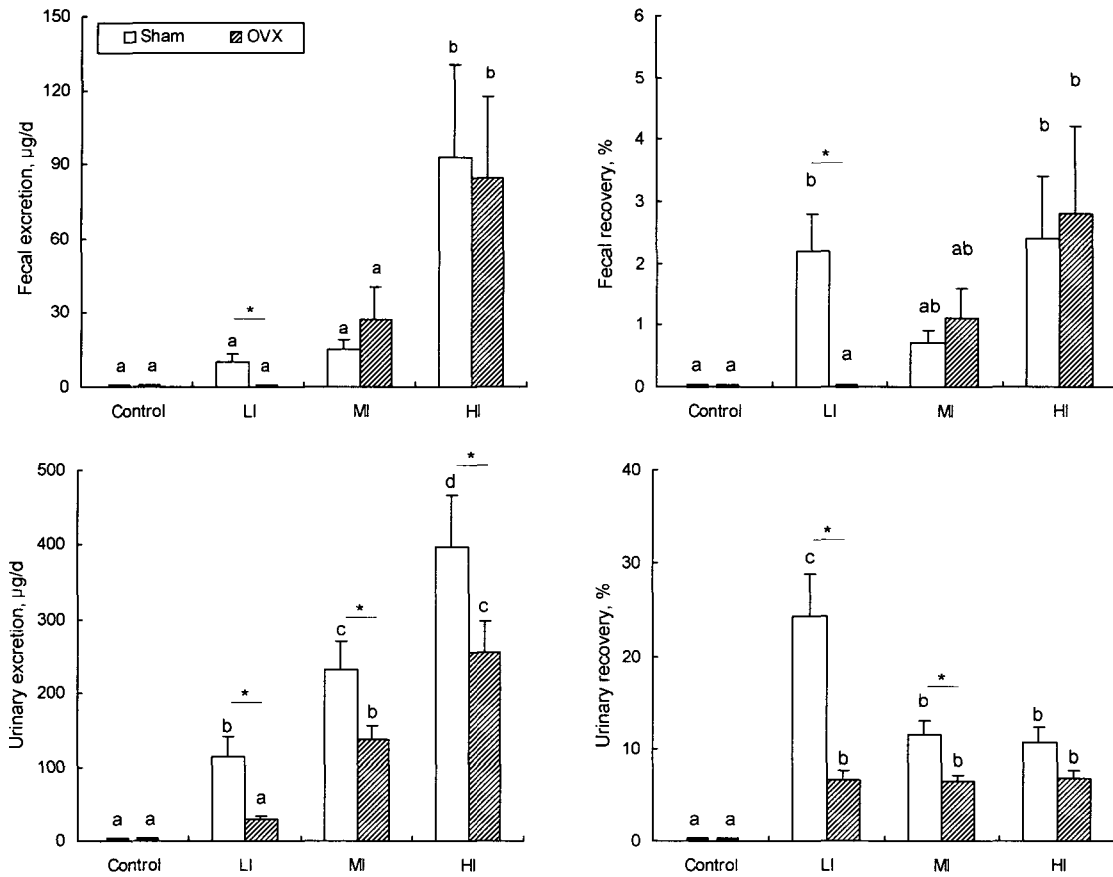 150
120
90
60
30
0
Fecal excretion, µg/d
Sham OVX
a a a * a a b b
Control LI MI HI
6
5
4
3
2
1
0
Fecal recovery, %
a a b * a ab ab b b
Control LI MI HI
500
400
300
200
100
0
Urinary excretion, µg/d
a a b * a c * b d * c
Control LI MI HI
40
30
20
10
0
Urinary recovery, %
a a c * b b * b b b
Control LI MI HI